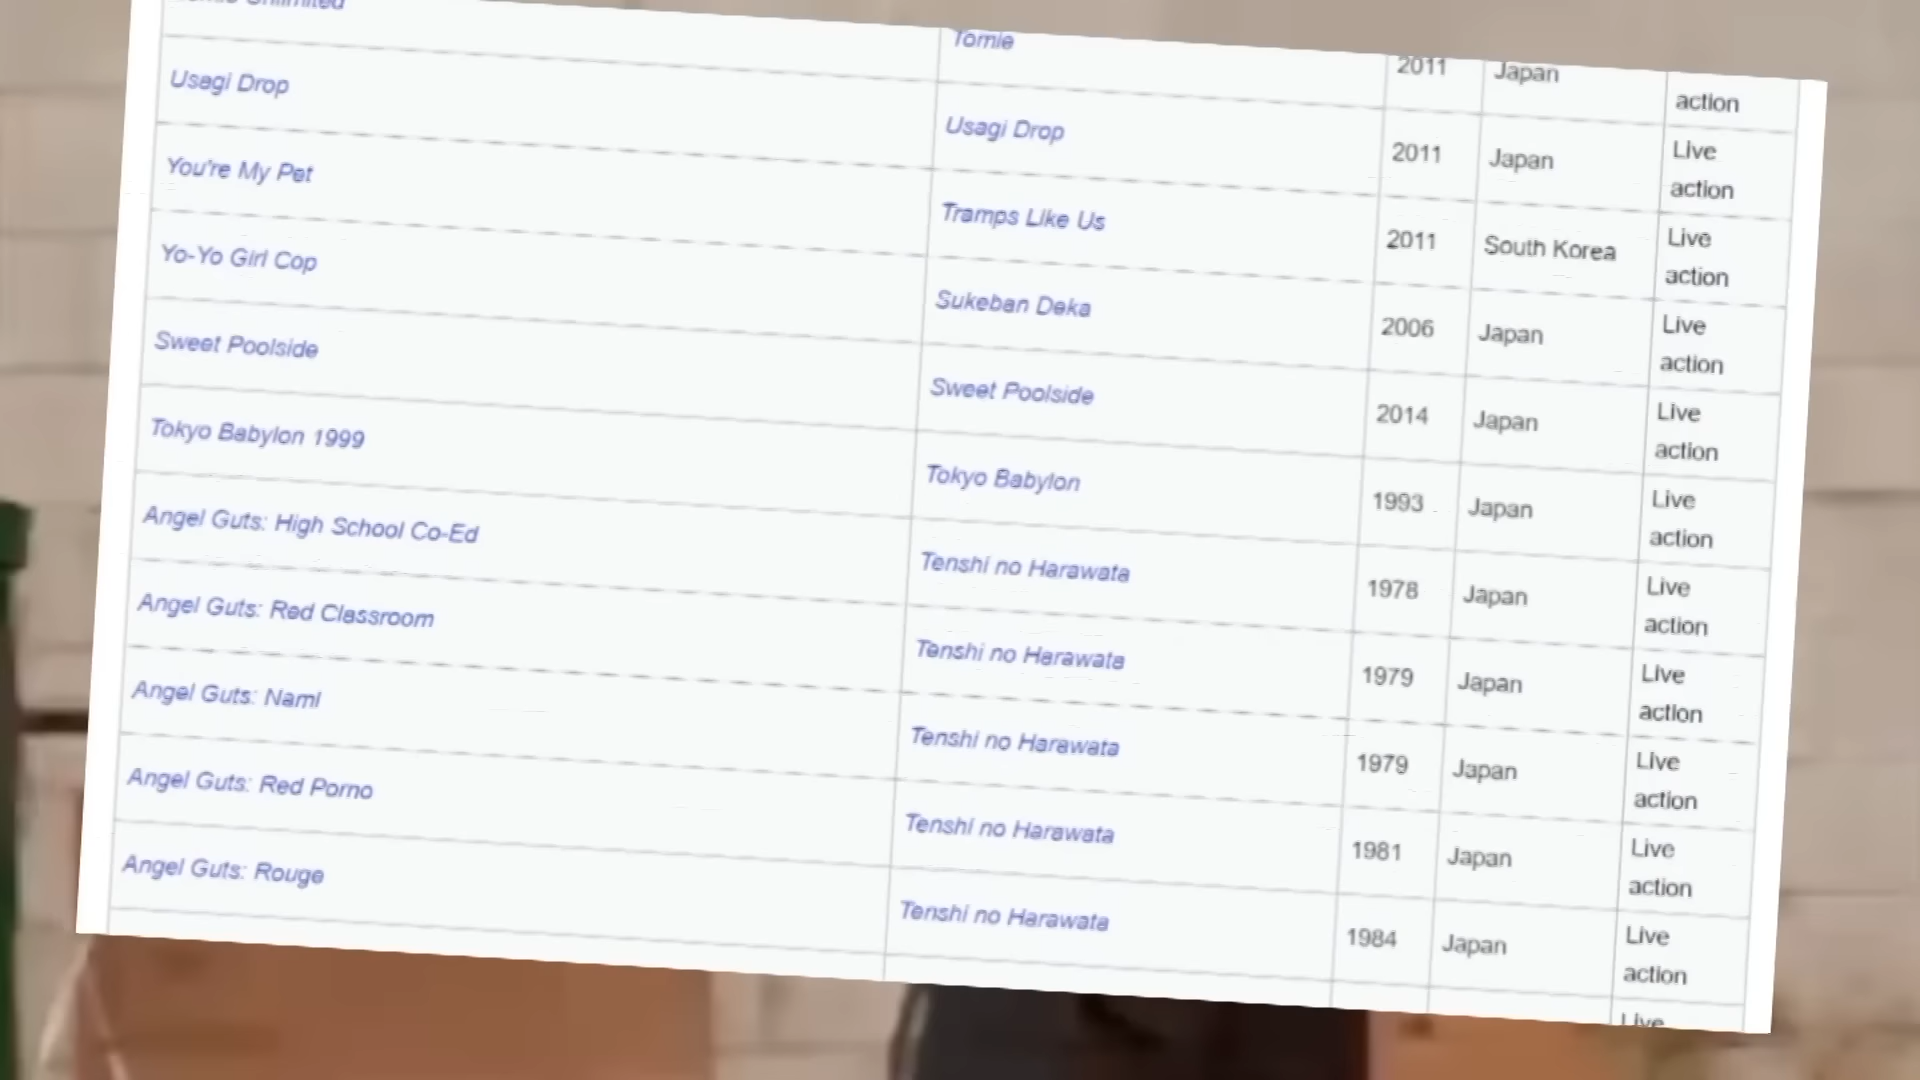 Unlimited Tomie 2011 Japan action
Usagi Drop Usagi Drop 2011 Japan Live action
You're My Pet Tramps Like Us 2011 South Korea Live action
Yo-Yo Girl Cop Sukeban Deka 2006 Japan Live action
Sweet Poolside Sweet Poolside 2014 Japan Live action
Tokyo Babylon 1999 Tokyo Babylon 1993 Japan Live action
Angel Guts: High School Co-Ed Tenshi no Harawata 1978 Japan Live action
Angel Guts: Red Classroom Tenshi no Harawata 1979 Japan Live action
Angel Guts: Nami Tenshi no Harawata 1979 Japan Live action
Angel Guts: Red Porno Tenshi no Harawata 1981 Japan Live action
Angel Guts: Rouge Tenshi no Harawata 1984 Japan Live action
Live